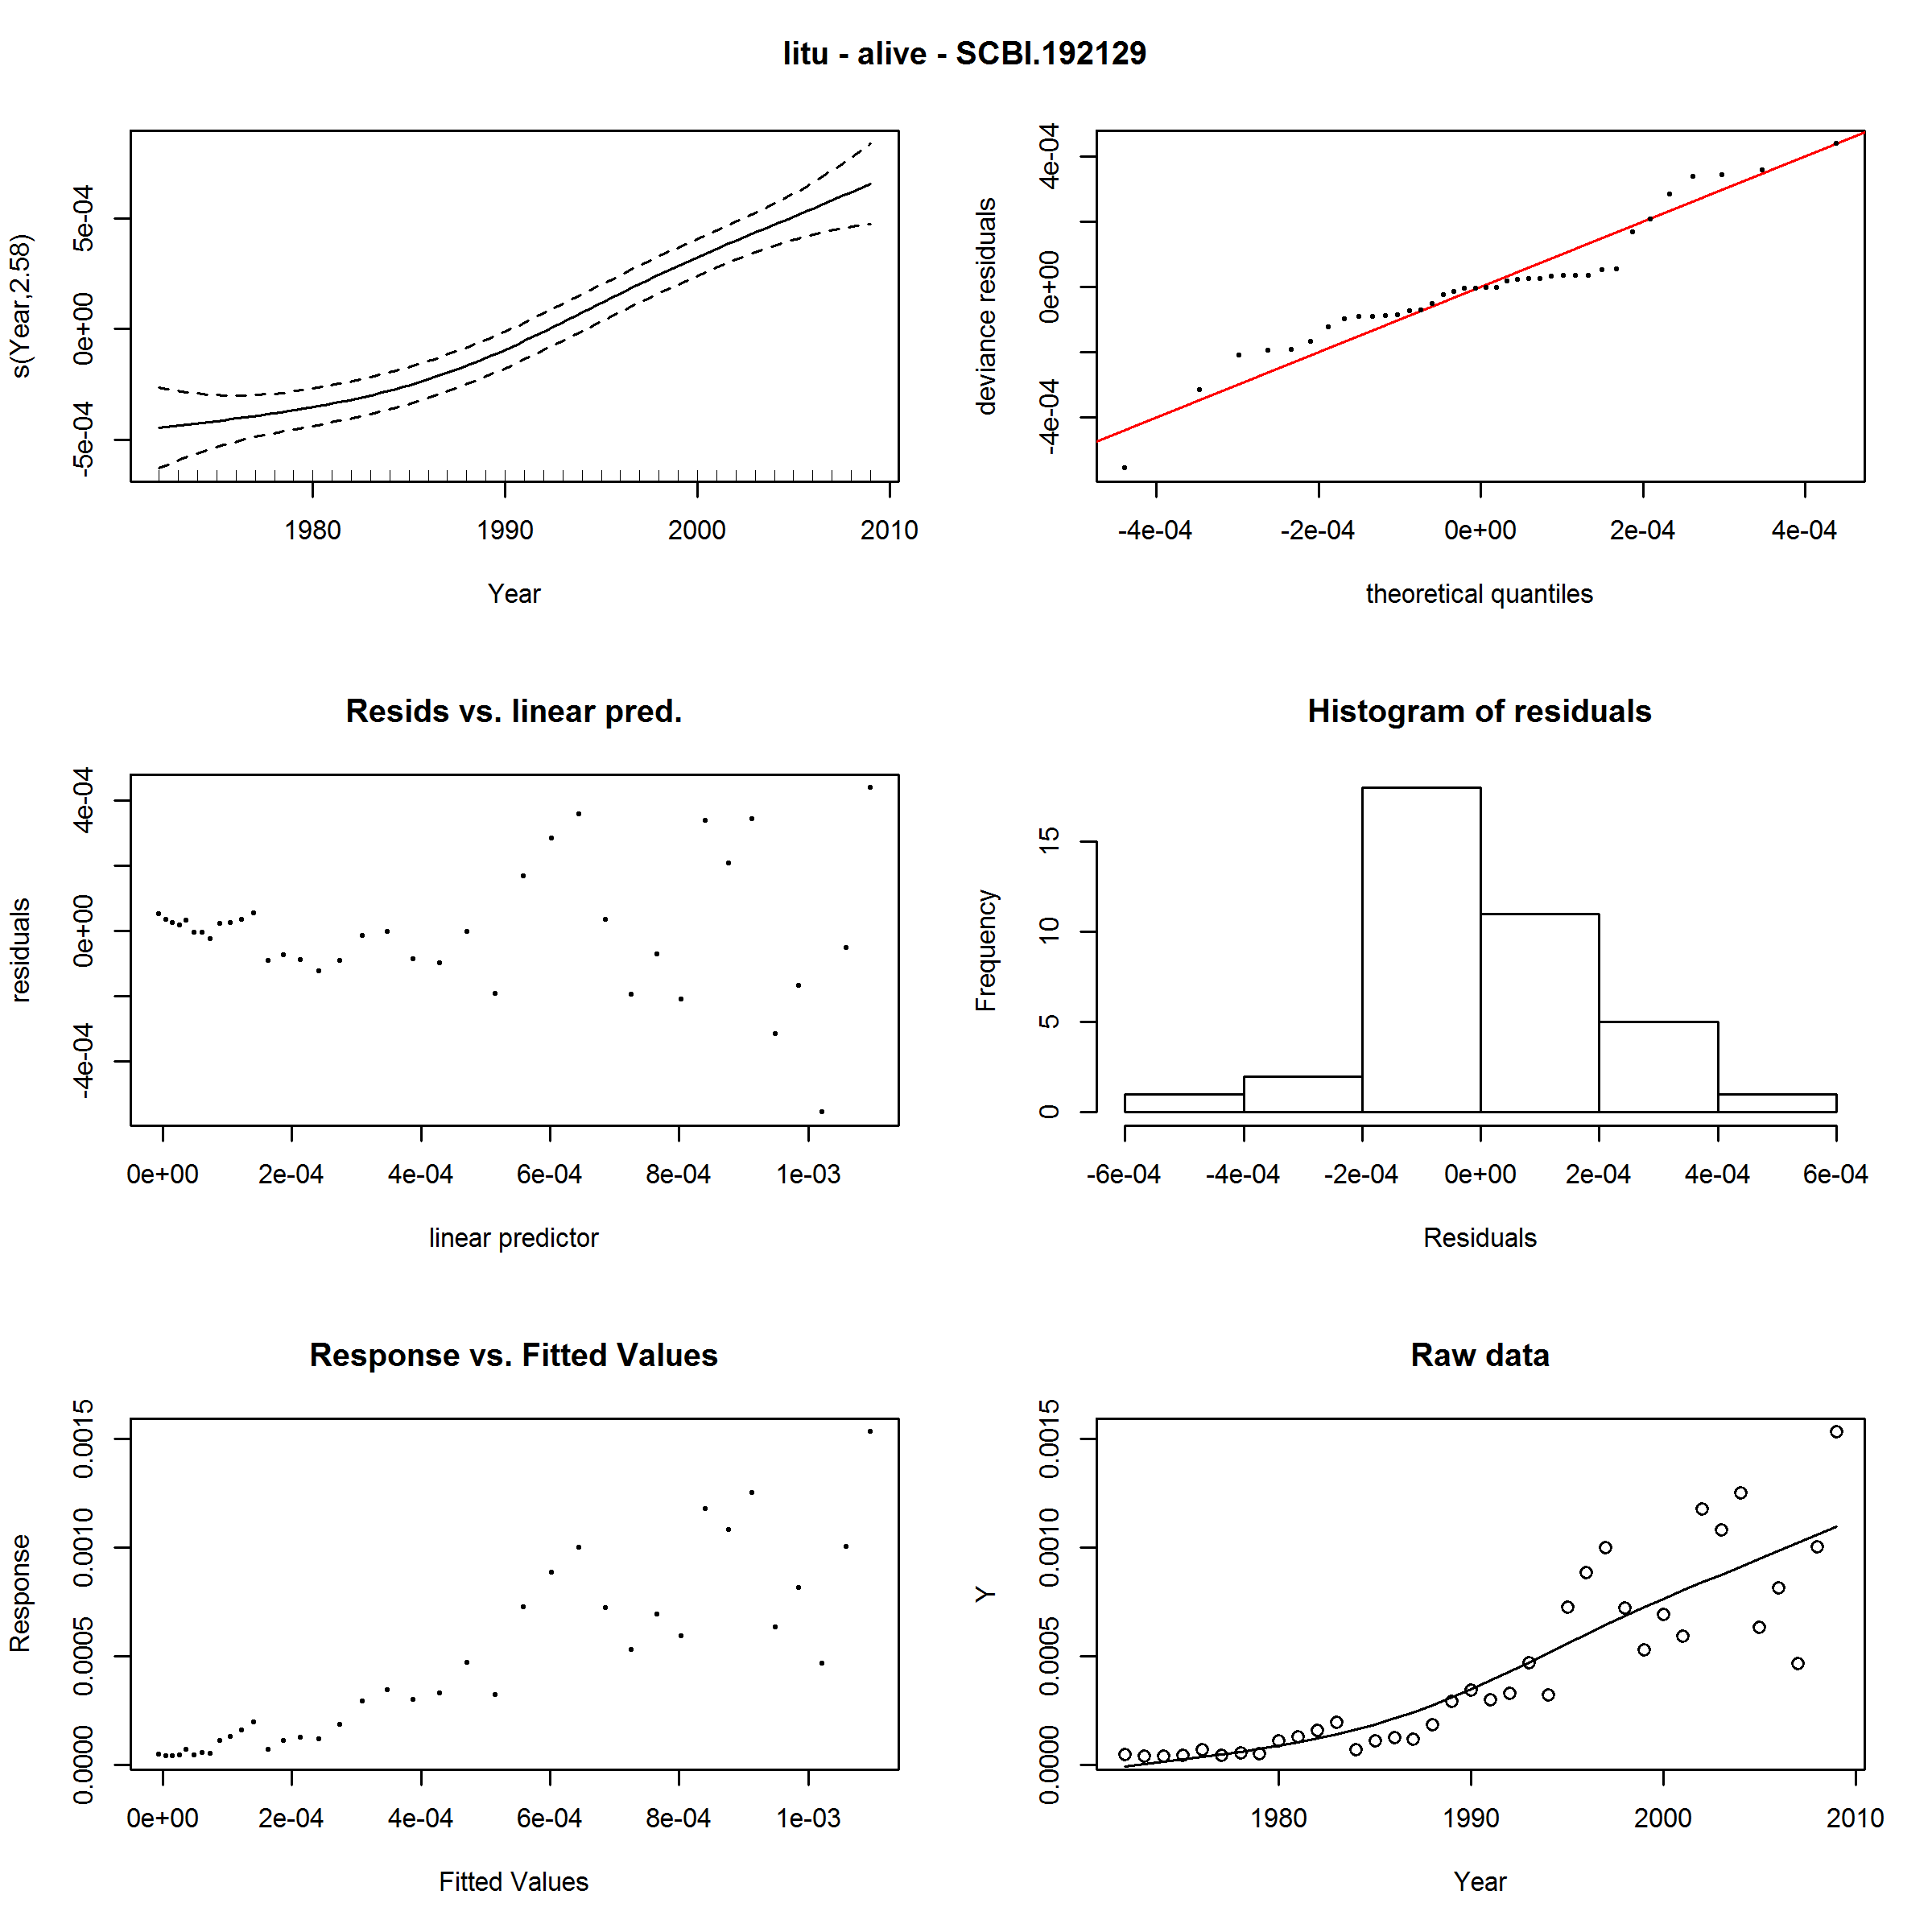 litu - alive - SCBI.192129
s(Year,2.58)
-5e-04 0e+00 5e-04
1980 1990 2000 2010
Year
deviance residuals
-4e-04 0e+00 4e-04
-4e-04 -2e-04 0e+00 2e-04 4e-04
theoretical quantiles
Resids vs. linear pred.
residuals
-4e-04 0e+00 4e-04
0e+00 2e-04 4e-04 6e-04 8e-04 1e-03
linear predictor
Histogram of residuals
Frequency
0 5 10 15
-6e-04 -4e-04 -2e-04 0e+00 2e-04 4e-04 6e-04
Residuals
Response vs. Fitted Values
Response
0.0000 0.0005 0.0010 0.0015
0e+00 2e-04 4e-04 6e-04 8e-04 1e-03
Fitted Values
Raw data
Y
0.0000 0.0005 0.0010 0.0015
1980 1990 2000 2010
Year